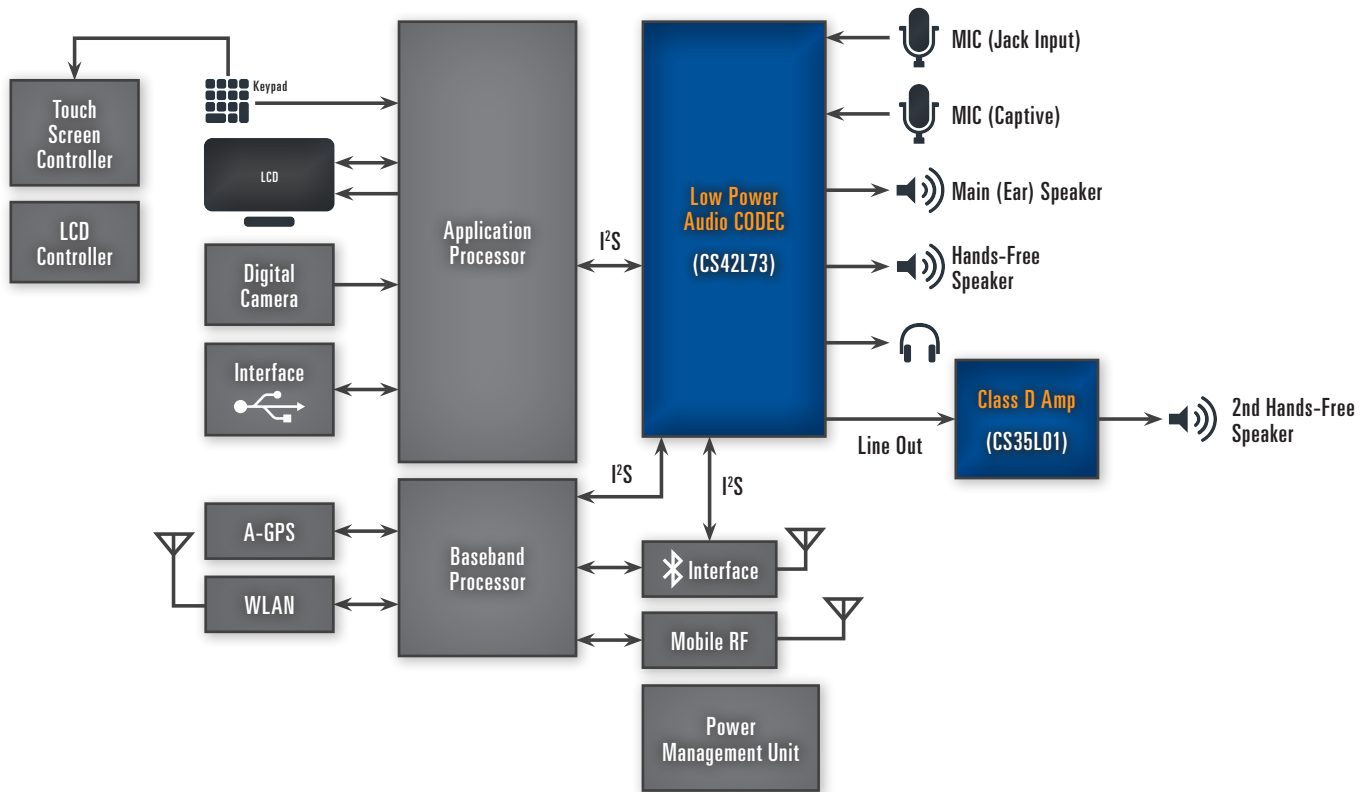 Touch
Screen
Controller
LCD
Controller
Keypad
LCD
Digital
Camera
Interface
Application
Processor
I²S
Low Power
Audio CODEC
(CS42L73)
MIC (Jack Input)
MIC (Captive)
Main (Ear) Speaker
Hands-Free
Speaker
Line Out
Class D Amp
(CS35L01)
2nd Hands-Free
Speaker
I²S
I²S
A-GPS
WLAN
Baseband
Processor
Interface
Mobile RF
Power
Management Unit